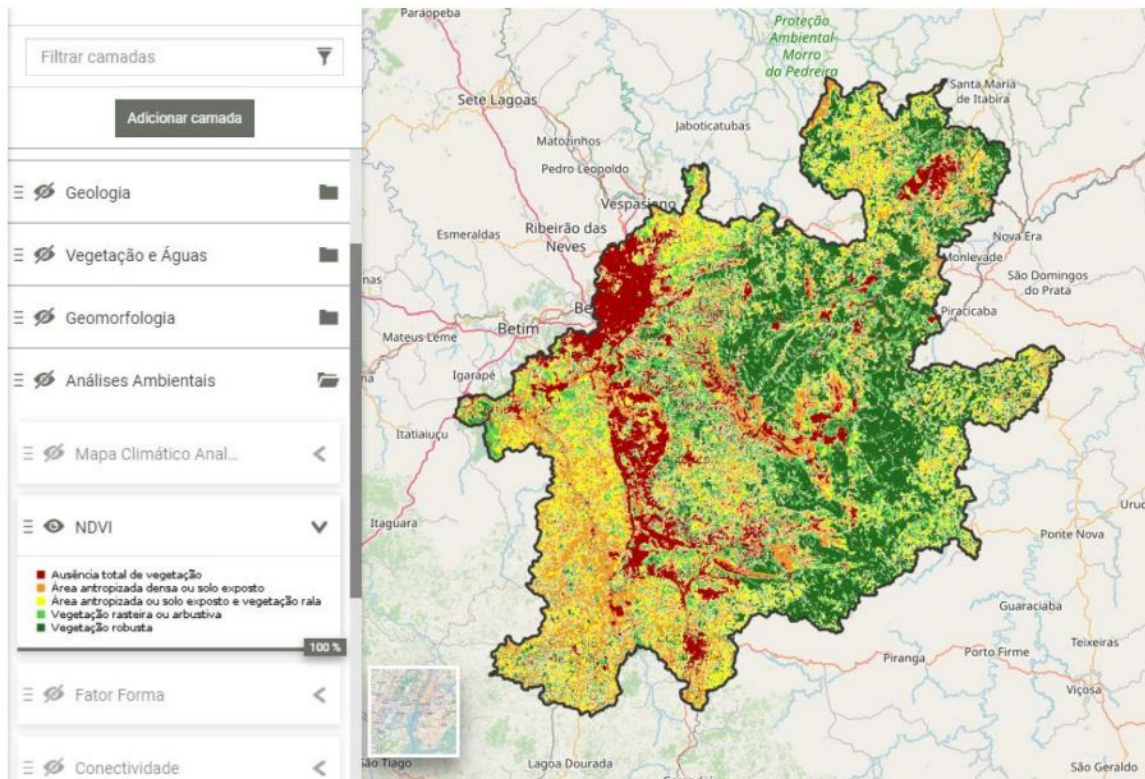 Filtrar camadas
Adicionar camada
Geologia
Vegetação e Águas
Geomorfologia
Análises Ambientais
Mapa Climático Anal...
NDVI
Ausência total de vegetação
Área antropizada densa ou solo exposto
Área antropizada ou solo exposto e vegetação rala
Vegetação rasteira ou arbustiva
Vegetação robusta
100 %
Fator Forma
Conectividade
Paraopeba
Proteção
Ambiental
Morro
da Pedreira
Santa Maria
de Itabira
Sete Lagoas
Jaboticatubas
Matozinhos
Pedro Leopoldo
Vespasiano
Ribeirão das
Neves
Esmeraldas
Nova Era
Monlevade
São Domingos
do Prata
nas
Be
Piracicaba
Betim
Mateus Leme
Igarapé
na
Itatiaiuçu
Itaguara
Uruc
Ponte Nova
Guaraciaba
Teixeiras
Piranga
Porto Firme
Viçosa
São Tiago
Lagoa Dourada
São Geraldo